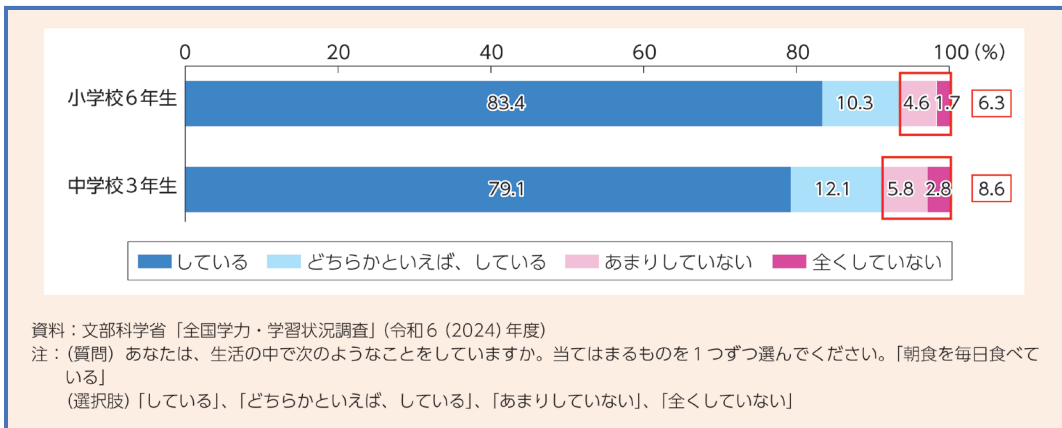 0 20 40 60 80 100 (%)
小学校6年生 83.4 10.3 4.6 1.7 6.3
中学校3年生 79.1 12.1 5.8 2.8 8.6
している どちらかといえば、している あまりしていない 全くしていない
資料：文部科学省「全国学力・学習状況調査」（令和6（2024）年度）
注：（質問）あなたは、生活の中で次のようなことをしていますか。当てはまるものを1つずつ選んでください。「朝食を毎日食べて
いる」
（選択肢）「している」、「どちらかといえば、している」、「あまりしていない」、「全くしていない」